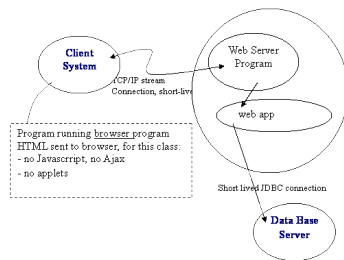 Client
System
Web Server
Program
TCP/IP stream
Connection, short-live
web app
Program running browser program
HTML sent to browser, for this class:
- no Javascript, no Ajax
- no applets
Short lived JDBC connection
Data Base
Server